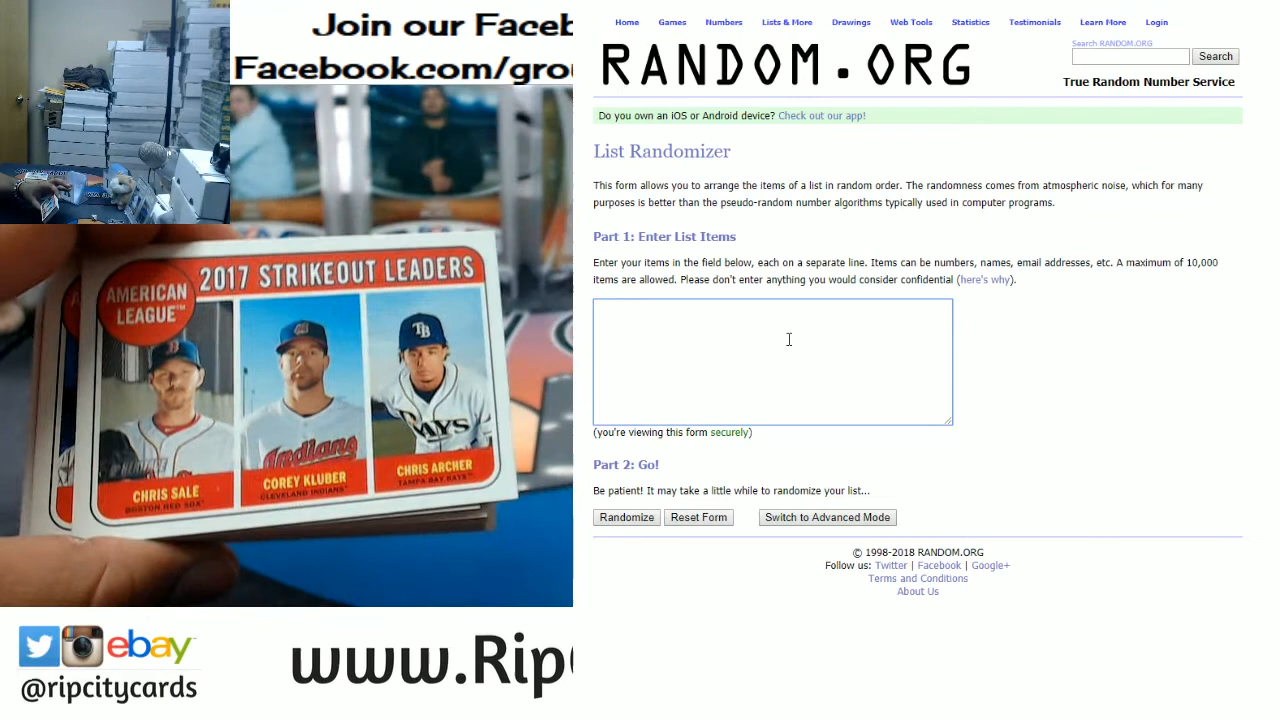 Join our Faceb
Facebook.com/grou
AMERICAN
LEAGUE™
2017 STRIKEOUT LEADERS
TB
RAYS
Indians
CHRIS SALE
BOSTON RED SOX™
COREY KLUBER
CLEVELAND INDIANS™
CHRIS ARCHER
TAMPA BAY RAYS™
ebay™
@ripcitycards
www.Rip
Home Games Numbers Lists & More Drawings Web Tools Statistics Testimonials Learn More Login
RANDOM.ORG
Search RANDOM.ORG
Search
True Random Number Service
Do you own an iOS or Android device? Check out our app!
List Randomizer
This form allows you to arrange the items of a list in random order. The randomness comes from atmospheric noise, which for many
purposes is better than the pseudo-random number algorithms typically used in computer programs.
Part 1: Enter List Items
Enter your items in the field below, each on a separate line. Items can be numbers, names, email addresses, etc. A maximum of 10,000
items are allowed. Please don't enter anything you would consider confidential (here's why).
(you're viewing this form securely)
Part 2: Go!
Be patient! It may take a little while to randomize your list...
Randomize Reset Form Switch to Advanced Mode
© 1998-2018 RANDOM.ORG
Follow us: Twitter | Facebook | Google+
Terms and Conditions
About Us